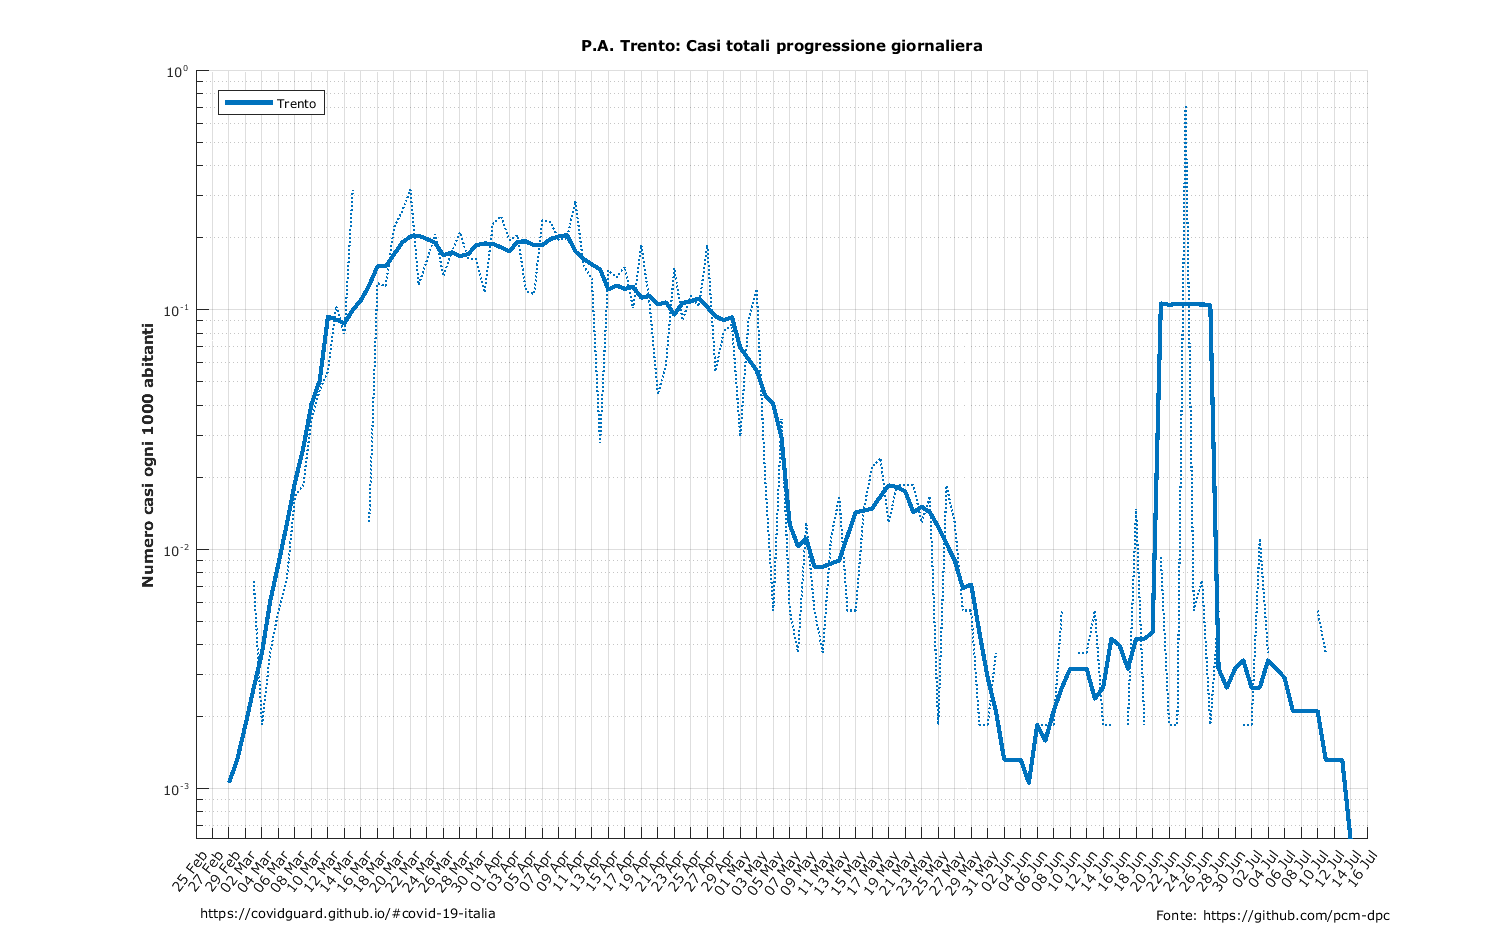 P.A. Trento: Casi totali progressione giornaliera
10^0
Trento
10^-1
10^-2
10^-3
Numero casi ogni 1000 abitanti
25 Feb
27 Feb
29 Feb
02 Mar
04 Mar
06 Mar
08 Mar
10 Mar
12 Mar
14 Mar
16 Mar
18 Mar
20 Mar
22 Mar
24 Mar
26 Mar
28 Mar
30 Mar
01 Apr
03 Apr
05 Apr
07 Apr
09 Apr
11 Apr
13 Apr
15 Apr
17 Apr
19 Apr
21 Apr
23 Apr
25 Apr
27 Apr
29 Apr
01 May
03 May
05 May
07 May
09 May
11 May
13 May
15 May
17 May
19 May
21 May
23 May
25 May
27 May
29 May
31 May
02 Jun
04 Jun
06 Jun
08 Jun
10 Jun
12 Jun
14 Jun
16 Jun
18 Jun
20 Jun
22 Jun
24 Jun
26 Jun
28 Jun
30 Jun
02 Jul
04 Jul
06 Jul
08 Jul
10 Jul
12 Jul
14 Jul
16 Jul
https://covidguard.github.io/#covid-19-italia
Fonte: https://github.com/pcm-dpc